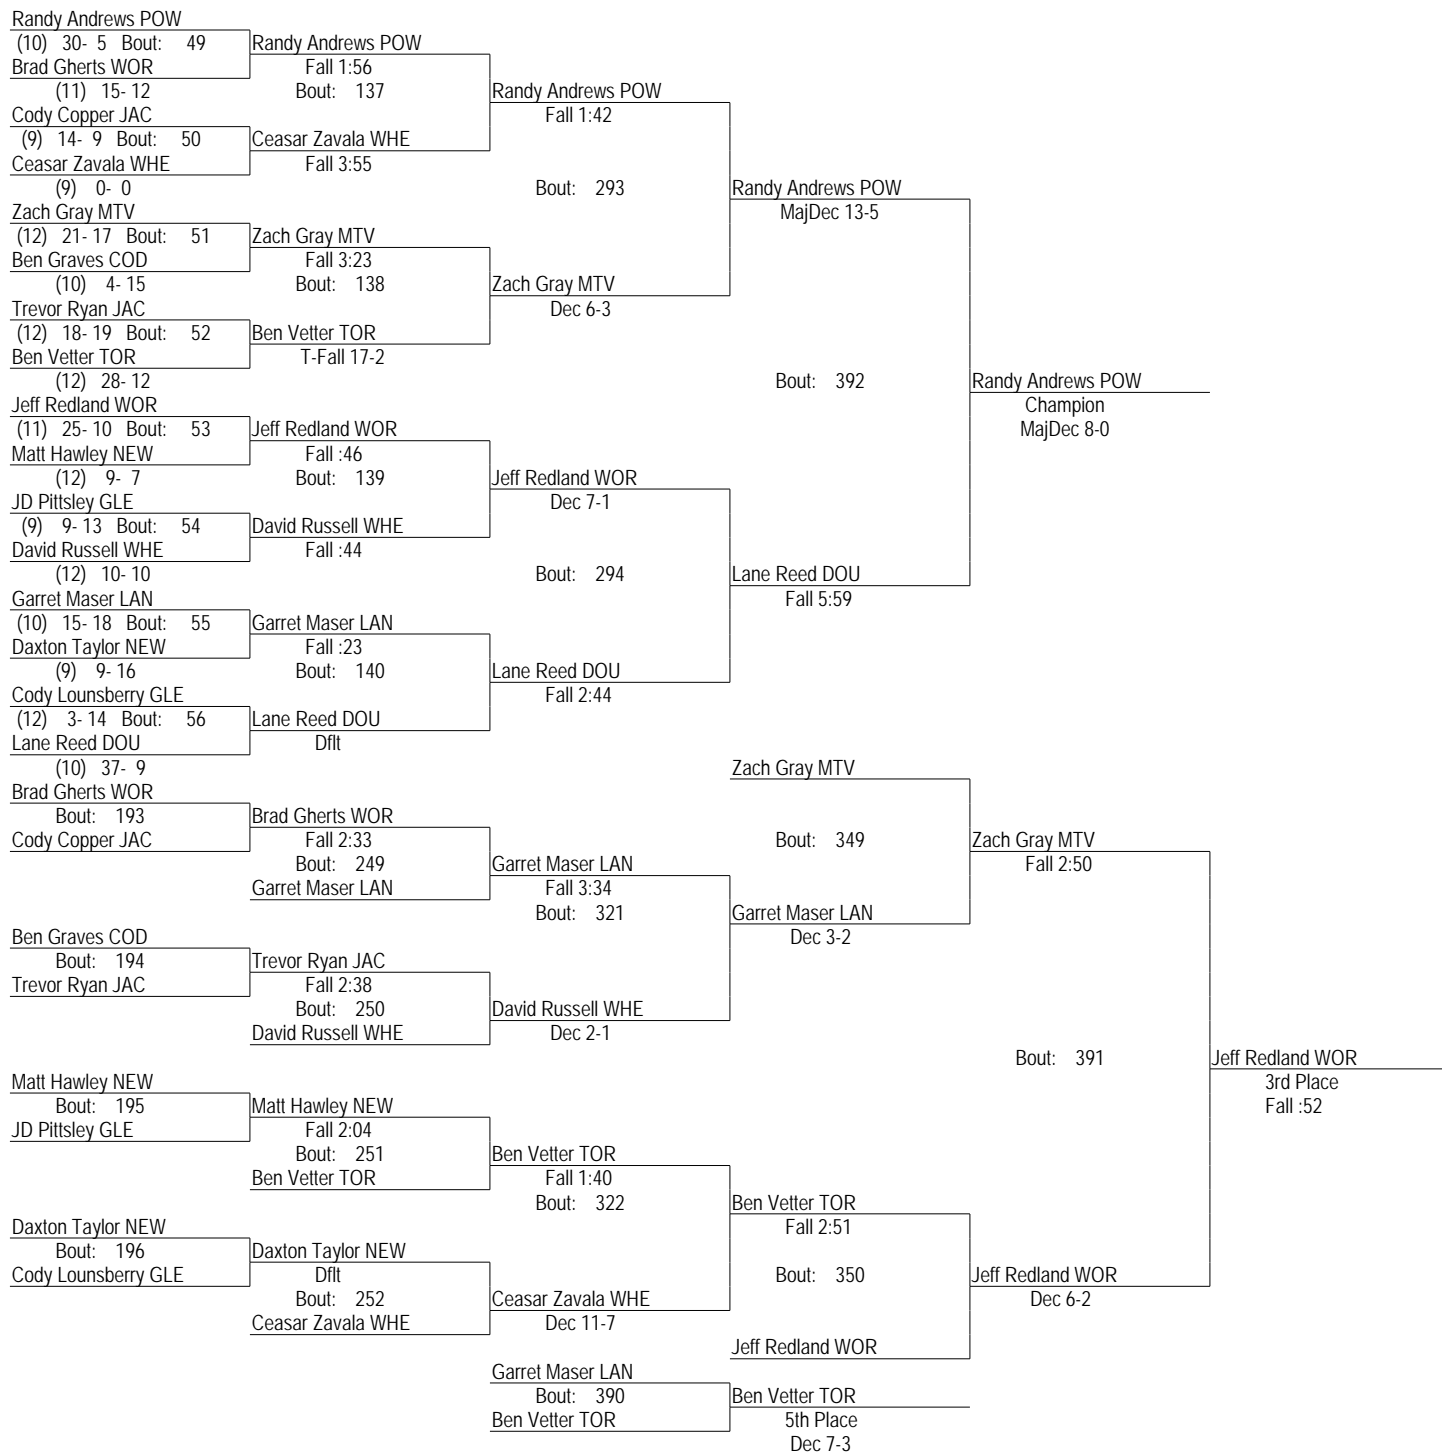 Randy Andrews POW
(10) 30- 5 Bout: 49
Brad Gherts WOR
(11) 15- 12
Cody Copper JAC
(9) 14- 9 Bout: 50
Ceasar Zavala WHE
(9) 0- 0
Zach Gray MTV
(12) 21- 17 Bout: 51
Ben Graves COD
(10) 4- 15
Trevor Ryan JAC
(12) 18- 19 Bout: 52
Ben Vetter TOR
(12) 28- 12
Jeff Redland WOR
(11) 25- 10 Bout: 53
Matt Hawley NEW
(12) 9- 7
JD Pittsley GLE
(9) 9- 13 Bout: 54
David Russell WHE
(12) 10- 10
Garret Maser LAN
(10) 15- 18 Bout: 55
Daxton Taylor NEW
(9) 9- 16
Cody Lounsberry GLE
(12) 3- 14 Bout: 56
Lane Reed DOU
(10) 37- 9
Randy Andrews POW
Fall 1:56
Bout: 137
Ceasar Zavala WHE
Fall 3:55
Zach Gray MTV
Fall 3:23
Bout: 138
Ben Vetter TOR
T-Fall 17-2
Jeff Redland WOR
Fall :46
Bout: 139
David Russell WHE
Fall :44
Garret Maser LAN
Fall :23
Bout: 140
Lane Reed DOU
Dflt
Randy Andrews POW
Fall 1:42
Bout: 293
Zach Gray MTV
Dec 6-3
Jeff Redland WOR
Dec 7-1
Bout: 294
Lane Reed DOU
Fall 2:44
Randy Andrews POW
MajDec 13-5
Bout: 392
Lane Reed DOU
Fall 5:59
Randy Andrews POW
Champion
MajDec 8-0
Brad Gherts WOR
Bout: 193
Cody Copper JAC
Ben Graves COD
Bout: 194
Trevor Ryan JAC
Matt Hawley NEW
Bout: 195
JD Pittsley GLE
Daxton Taylor NEW
Bout: 196
Cody Lounsberry GLE
Brad Gherts WOR
Fall 2:33
Bout: 249
Garret Maser LAN
Trevor Ryan JAC
Fall 2:38
Bout: 250
David Russell WHE
Matt Hawley NEW
Fall 2:04
Bout: 251
Ben Vetter TOR
Daxton Taylor NEW
Dflt
Bout: 252
Ceasar Zavala WHE
Garret Maser LAN
Fall 3:34
Bout: 321
David Russell WHE
Dec 2-1
Ben Vetter TOR
Fall 1:40
Bout: 322
Ceasar Zavala WHE
Dec 11-7
Zach Gray MTV
Bout: 349
Garret Maser LAN
Dec 3-2
Ben Vetter TOR
Fall 2:51
Bout: 350
Jeff Redland WOR
Zach Gray MTV
Fall 2:50
Bout: 391
Jeff Redland WOR
Dec 6-2
Jeff Redland WOR
3rd Place
Fall :52
Garret Maser LAN
Bout: 390
Ben Vetter TOR
Ben Vetter TOR
5th Place
Dec 7-3